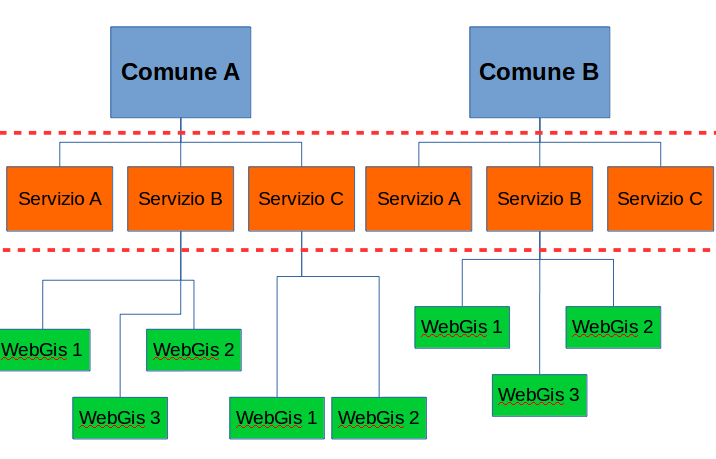 Comune A
Comune B
Servizio A
Servizio B
Servizio C
Servizio A
Servizio B
Servizio C
WebGis 1
WebGis 2
WebGis 3
WebGis 1
WebGis 2
WebGis 1
WebGis 2
WebGis 3